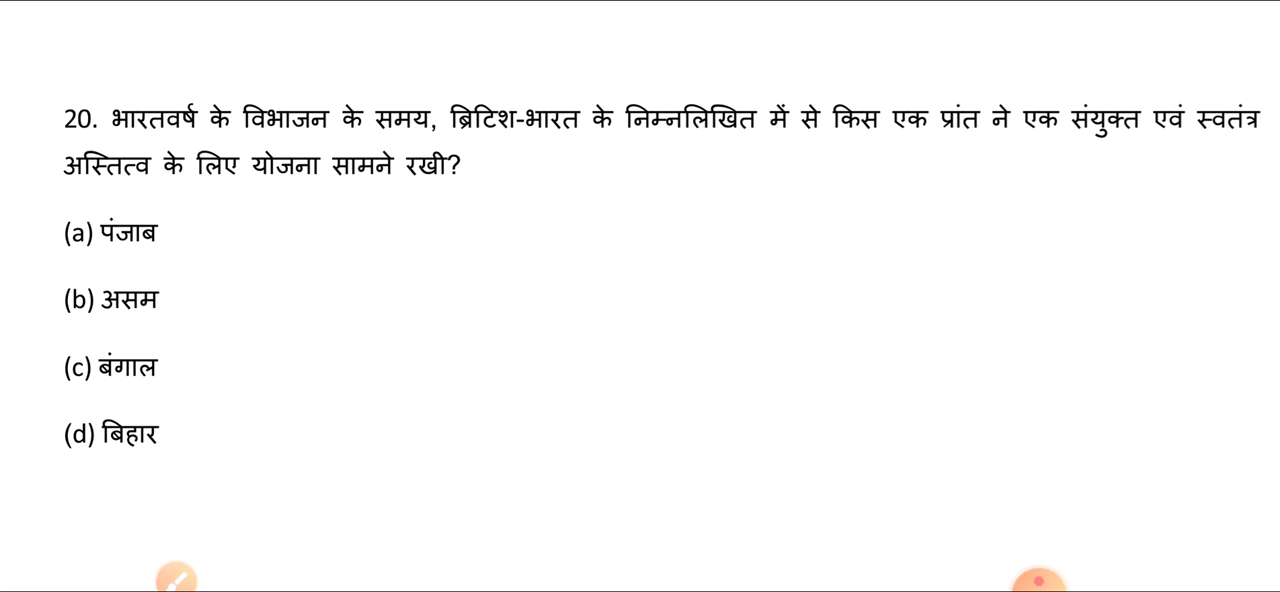 20. भारतवर्ष के विभाजन के समय, ब्रिटिश-भारत के निम्नलिखित में से किस एक प्रांत ने एक संयुक्त एवं स्वतंत्र
अस्तित्व के लिए योजना सामने रखी?
(a) पंजाब
(b) असम
(c) बंगाल
(d) बिहार